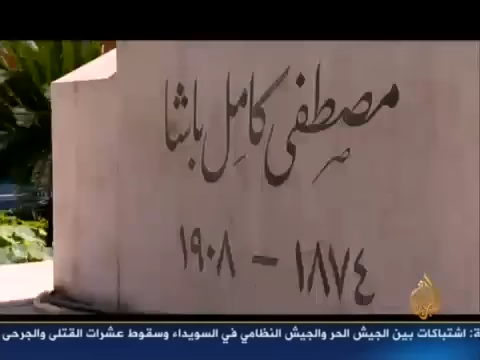 مصطفى كامل باشا
١٨٧٤ - ١٩٠٨
ة: اشتباكات بين الجيش الحر والجيش النظامي في السويداء وسقوط عشرات القتلى والجرحى